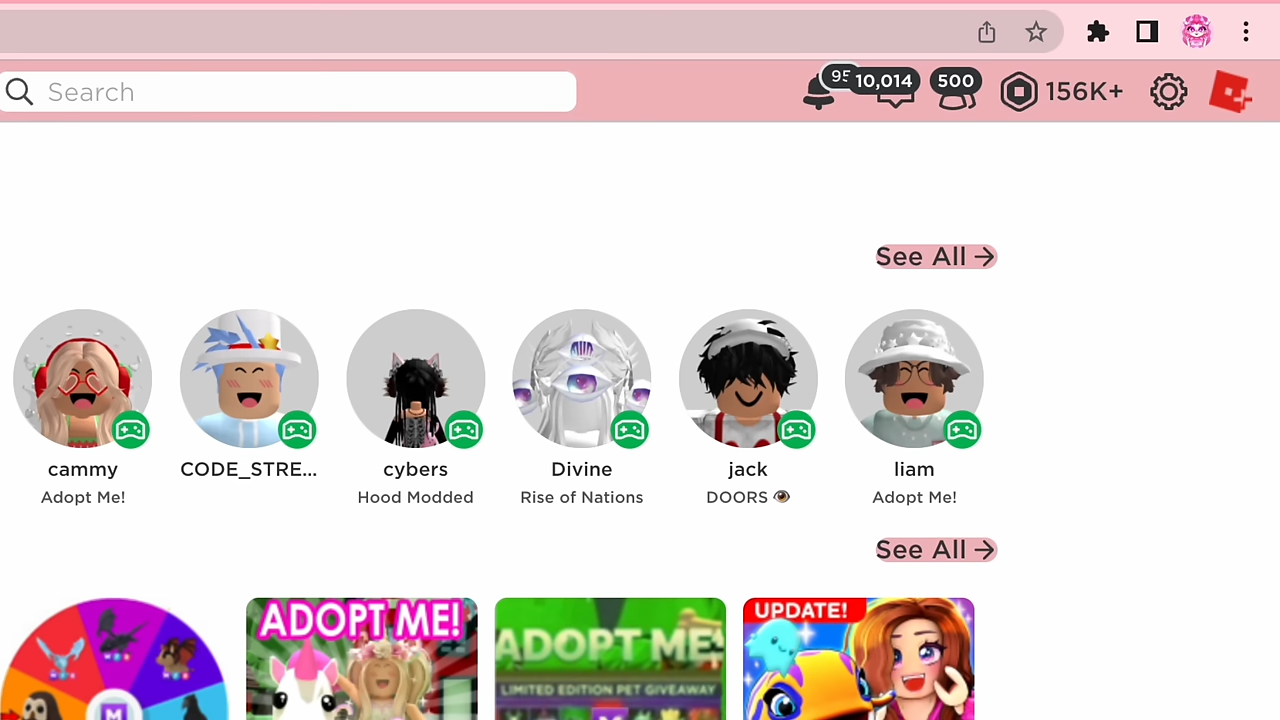 Search
95
10,014
500
156K+
See All →
cammy
CODE_STRE...
cybers
Divine
jack
liam
Adopt Me!
Hood Modded
Rise of Nations
DOORS 👁
Adopt Me!
See All →
ADOPT ME!
ADOPT ME!
LIMITED EDITION PET GIVEAWAY
UPDATE!
M
M